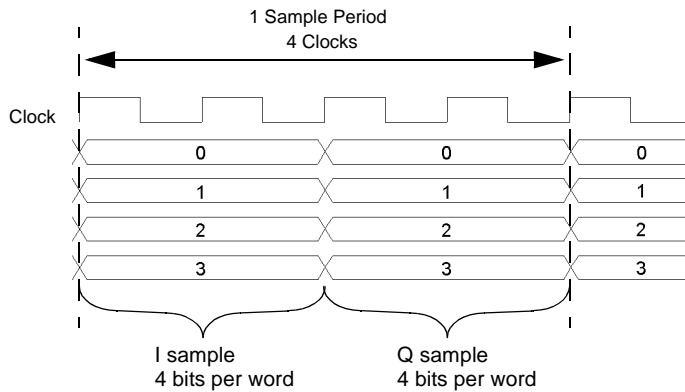 1 Sample Period
4 Clocks
Clock
0 0 0
1 1 1
2 2 2
3 3 3
I sample
4 bits per word
Q sample
4 bits per word